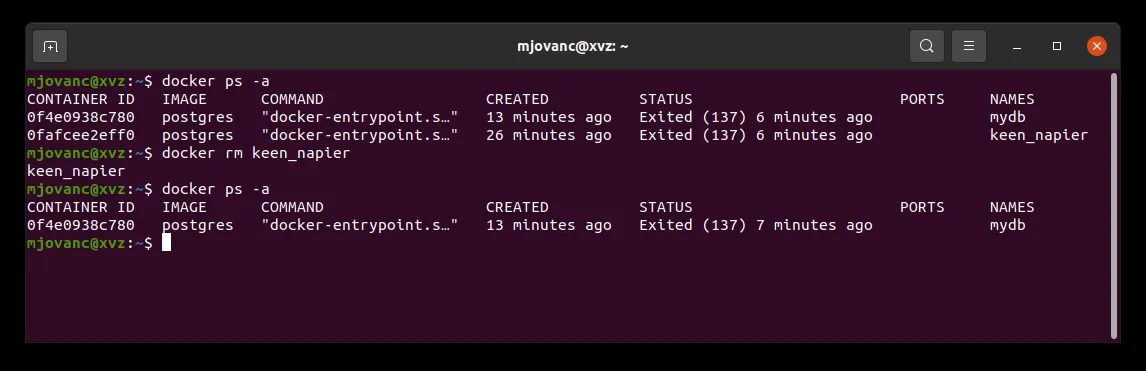 mjovanc@xvz: ~
mjovanc@xvz:~$ docker ps -a
CONTAINER ID   IMAGE      COMMAND                  CREATED          STATUS                       PORTS     NAMES
0f4e0938c780   postgres   "docker-entrypoint.s…"   13 minutes ago   Exited (137) 6 minutes ago             mydb
0fafcee2eff0   postgres   "docker-entrypoint.s…"   26 minutes ago   Exited (137) 6 minutes ago             keen_napier
mjovanc@xvz:~$ docker rm keen_napier
keen_napier
mjovanc@xvz:~$ docker ps -a
CONTAINER ID   IMAGE      COMMAND                  CREATED          STATUS                       PORTS     NAMES
0f4e0938c780   postgres   "docker-entrypoint.s…"   13 minutes ago   Exited (137) 7 minutes ago             mydb
mjovanc@xvz:~$